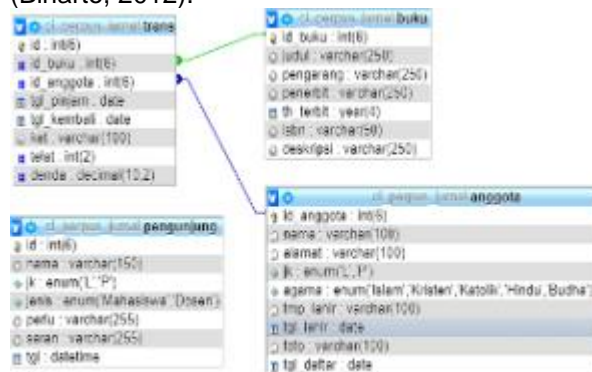 (Binarto, 2012).
ci_perpus_jurnal trans
id : int(6)
id_buku : int(6)
id_anggota : int(6)
tgl_pinjam : date
tgl_kembali : date
ket : varchar(100)
telat : int(2)
denda : decimal(10,2)
ci_perpus_jurnal buku
id_buku : int(6)
judul : varchar(250)
pengarang : varchar(250)
penerbit : varchar(250)
th_terbit : year(4)
isbn : varchar(50)
deskripsi : varchar(250)
ci_perpus_jurnal pengunjung
id : int(6)
nama : varchar(150)
jk : enum('L','P')
jenis : enum('Mahasiswa','Dosen')
perlu : varchar(255)
saran : varchar(255)
tgl : datetime
ci_perpus_jurnal anggota
id_anggota : int(6)
nama : varchar(100)
alamat : varchar(100)
jk : enum('L','P')
agama : enum('Islam','Kristen','Katolik','Hindu','Budha')
tmp_lahir : varchar(100)
tgl_lahir : date
foto : varchar(100)
tgl_daftar : date